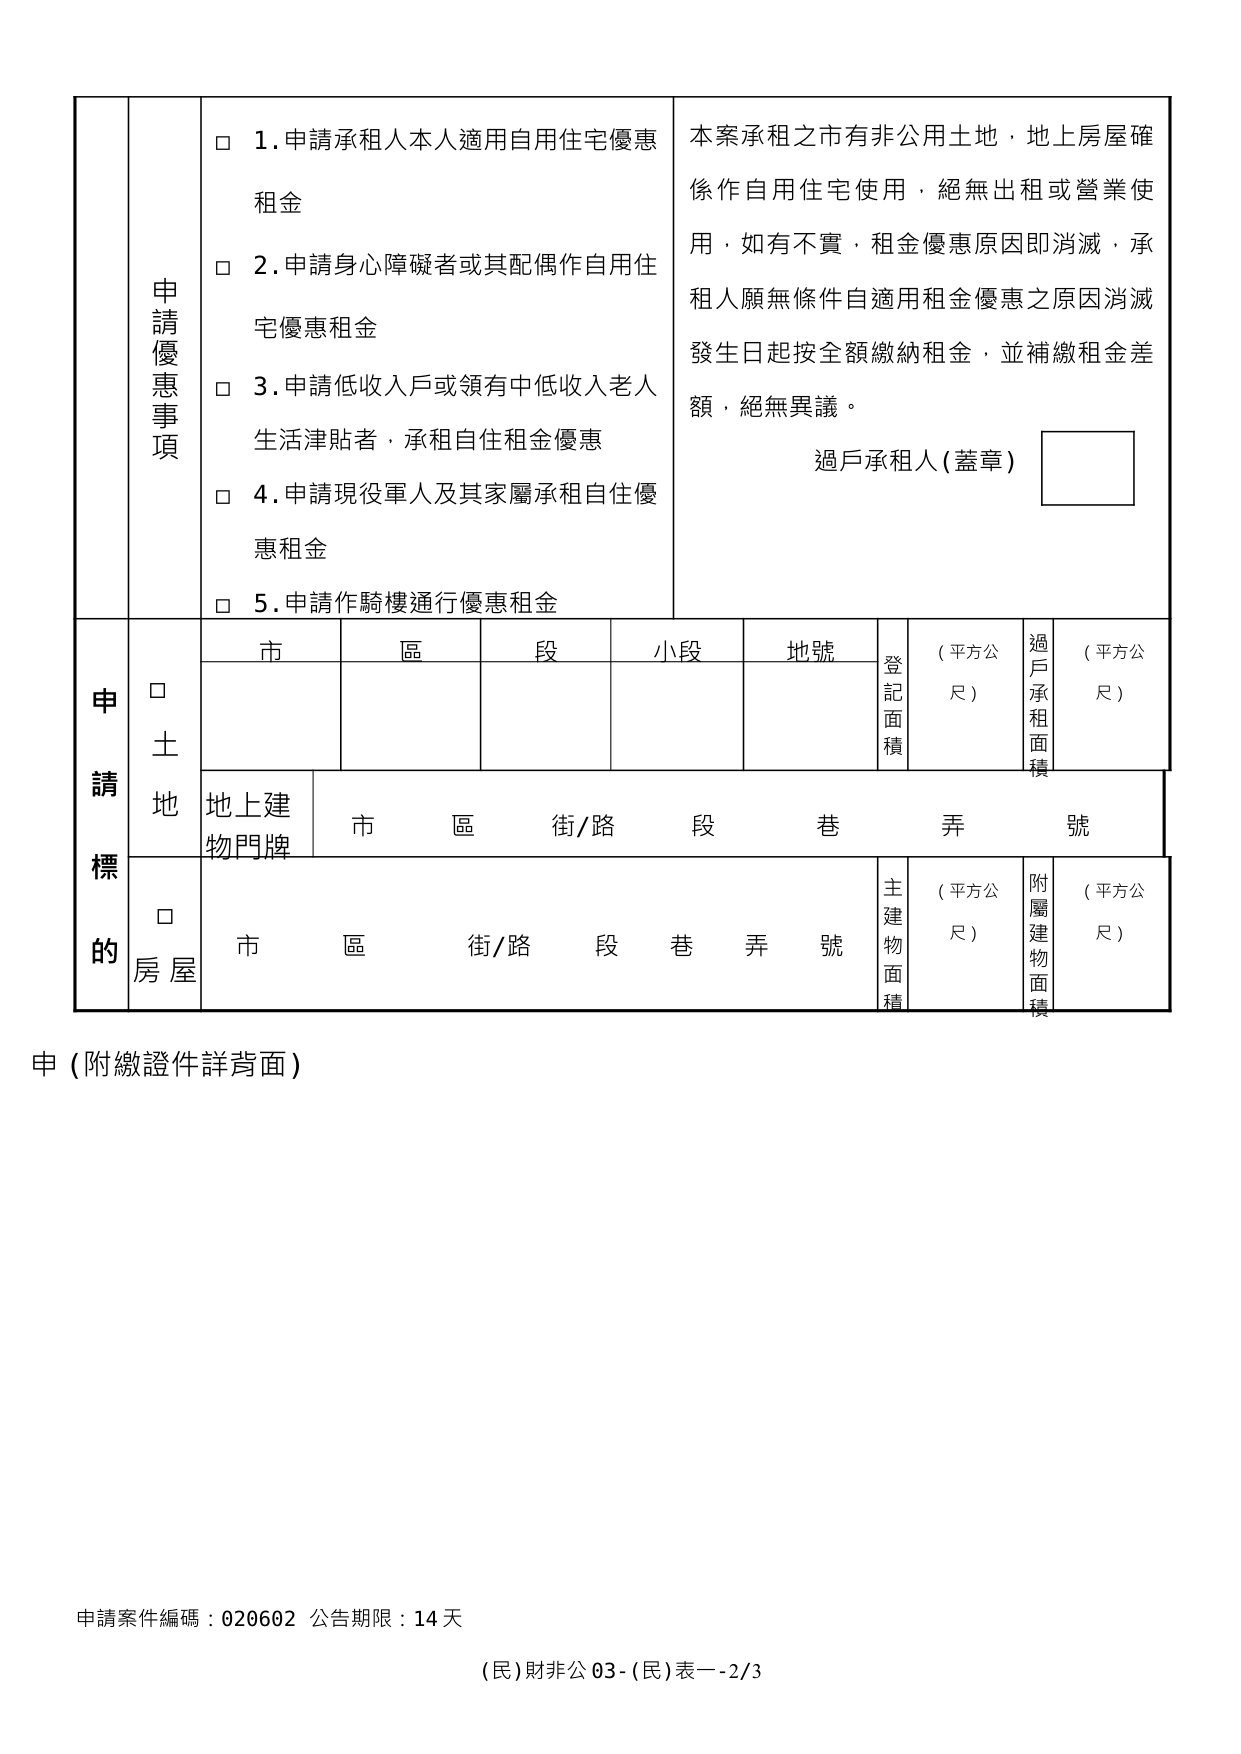 申請優惠事項
□ 1.申請承租人本人適用自用住宅優惠
租金
□ 2.申請身心障礙者或其配偶作自用住
宅優惠租金
□ 3.申請低收入戶或領有中低收入老人
生活津貼者，承租自住租金優惠
□ 4.申請現役軍人及其家屬承租自住優
惠租金
□ 5.申請作騎樓通行優惠租金
本案承租之市有非公用土地，地上房屋確
係作自用住宅使用，絕無出租或營業使
用，如有不實，租金優惠原因即消滅，承
租人願無條件自適用租金優惠之原因消滅
發生日起按全額繳納租金，並補繳租金差
額，絕無異議。
過戶承租人(蓋章)
申請標的
□
土
地
市 區 段 小段 地號
登記面積
(平方公
尺)
過戶承租面積
(平方公
尺)
地上建
物門牌
市 區 街/路 段 巷 弄 號
□
房屋
市 區 街/路 段 巷 弄 號
主建物面積
(平方公
尺)
附屬建物面積
(平方公
尺)
申 (附繳證件詳背面)
申請案件編碼：020602 公告期限：14天
(民)財非公03-(民)表一-2/3